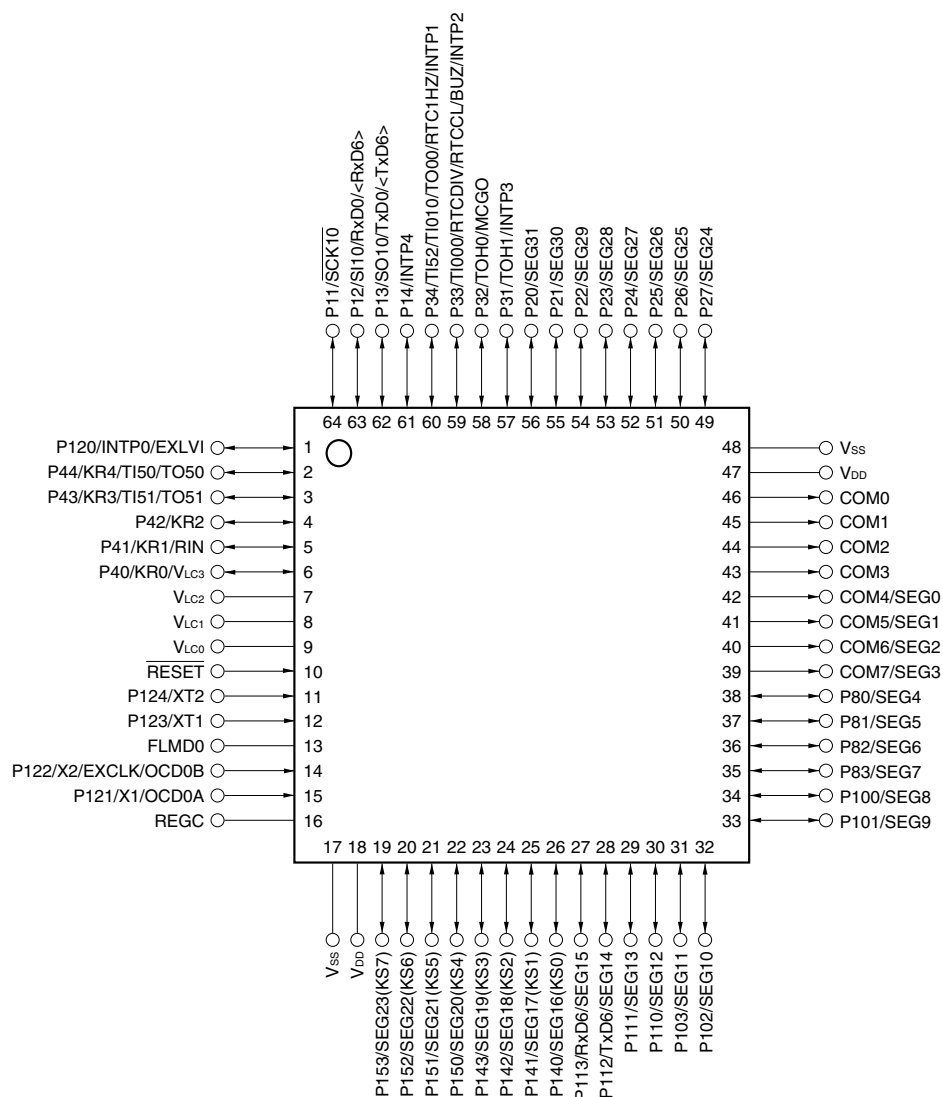 P11/SCK10
P12/SI10/RxD0/<RxD6>
P13/SO10/TxD0/<TxD6>
P14/INTP4
P34/TI52/TI010/TO00/RTC1HZ/INTP1
P33/TI000/RTCDIV/RTCCL/BUZ/INTP2
P32/TOH0/MCGO
P31/TOH1/INTP3
P20/SEG31
P21/SEG30
P22/SEG29
P23/SEG28
P24/SEG27
P25/SEG26
P26/SEG25
P27/SEG24
64 63 62 61 60 59 58 57 56 55 54 53 52 51 50 49
P120/INTP0/EXLVI 1
P44/KR4/TI50/TO50 2
P43/KR3/TI51/TO51 3
P42/KR2 4
P41/KR1/RIN 5
P40/KR0/VLC3 6
VLC2 7
VLC1 8
VLC0 9
RESET 10
P124/XT2 11
P123/XT1 12
FLMD0 13
P122/X2/EXCLK/OCD0B 14
P121/X1/OCD0A 15
REGC 16
48 VSS
47 VDD
46 COM0
45 COM1
44 COM2
43 COM3
42 COM4/SEG0
41 COM5/SEG1
40 COM6/SEG2
39 COM7/SEG3
38 P80/SEG4
37 P81/SEG5
36 P82/SEG6
35 P83/SEG7
34 P100/SEG8
33 P101/SEG9
17 18 19 20 21 22 23 24 25 26 27 28 29 30 31 32
VSS
VDD
P153/SEG23(KS7)
P152/SEG22(KS6)
P151/SEG21(KS5)
P150/SEG20(KS4)
P143/SEG19(KS3)
P142/SEG18(KS2)
P141/SEG17(KS1)
P140/SEG16(KS0)
P113/RxD6/SEG15
P112/TxD6/SEG14
P111/SEG13
P110/SEG12
P103/SEG11
P102/SEG10